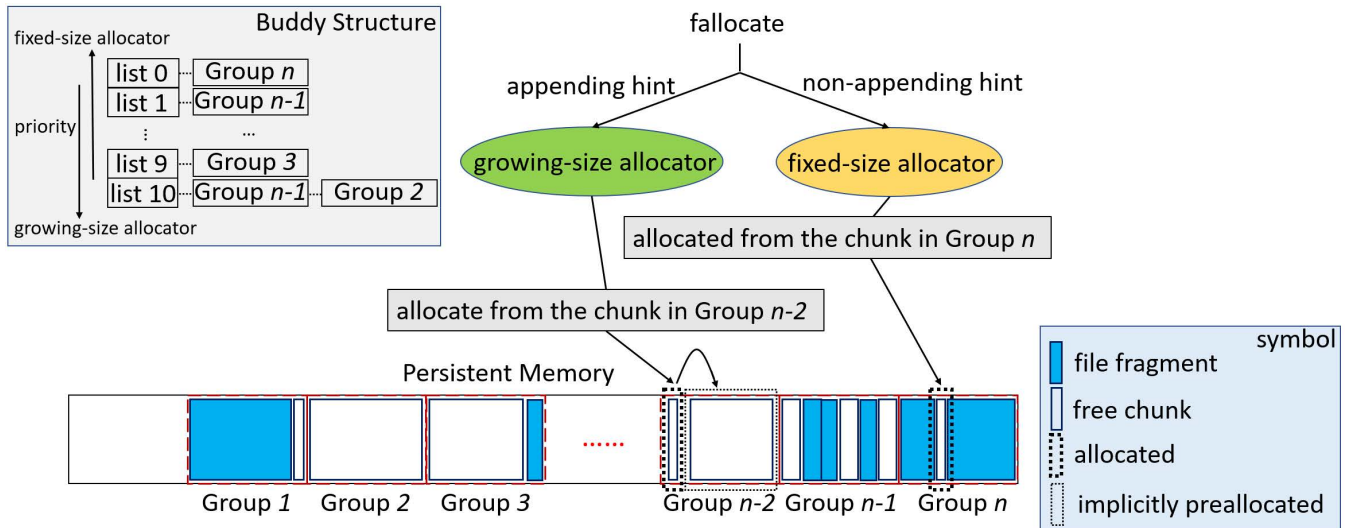 Buddy Structure
fixed-size allocator
list 0 Group n
list 1 Group n-1
priority
⋮ ...
list 9 Group 3
list 10 Group n-1 Group 2
growing-size allocator
fallocate
appending hint non-appending hint
growing-size allocator fixed-size allocator
allocated from the chunk in Group n
allocate from the chunk in Group n-2
Persistent Memory
......
Group 1 Group 2 Group 3 Group n-2 Group n-1 Group n
symbol
file fragment
free chunk
allocated
implicitly preallocated